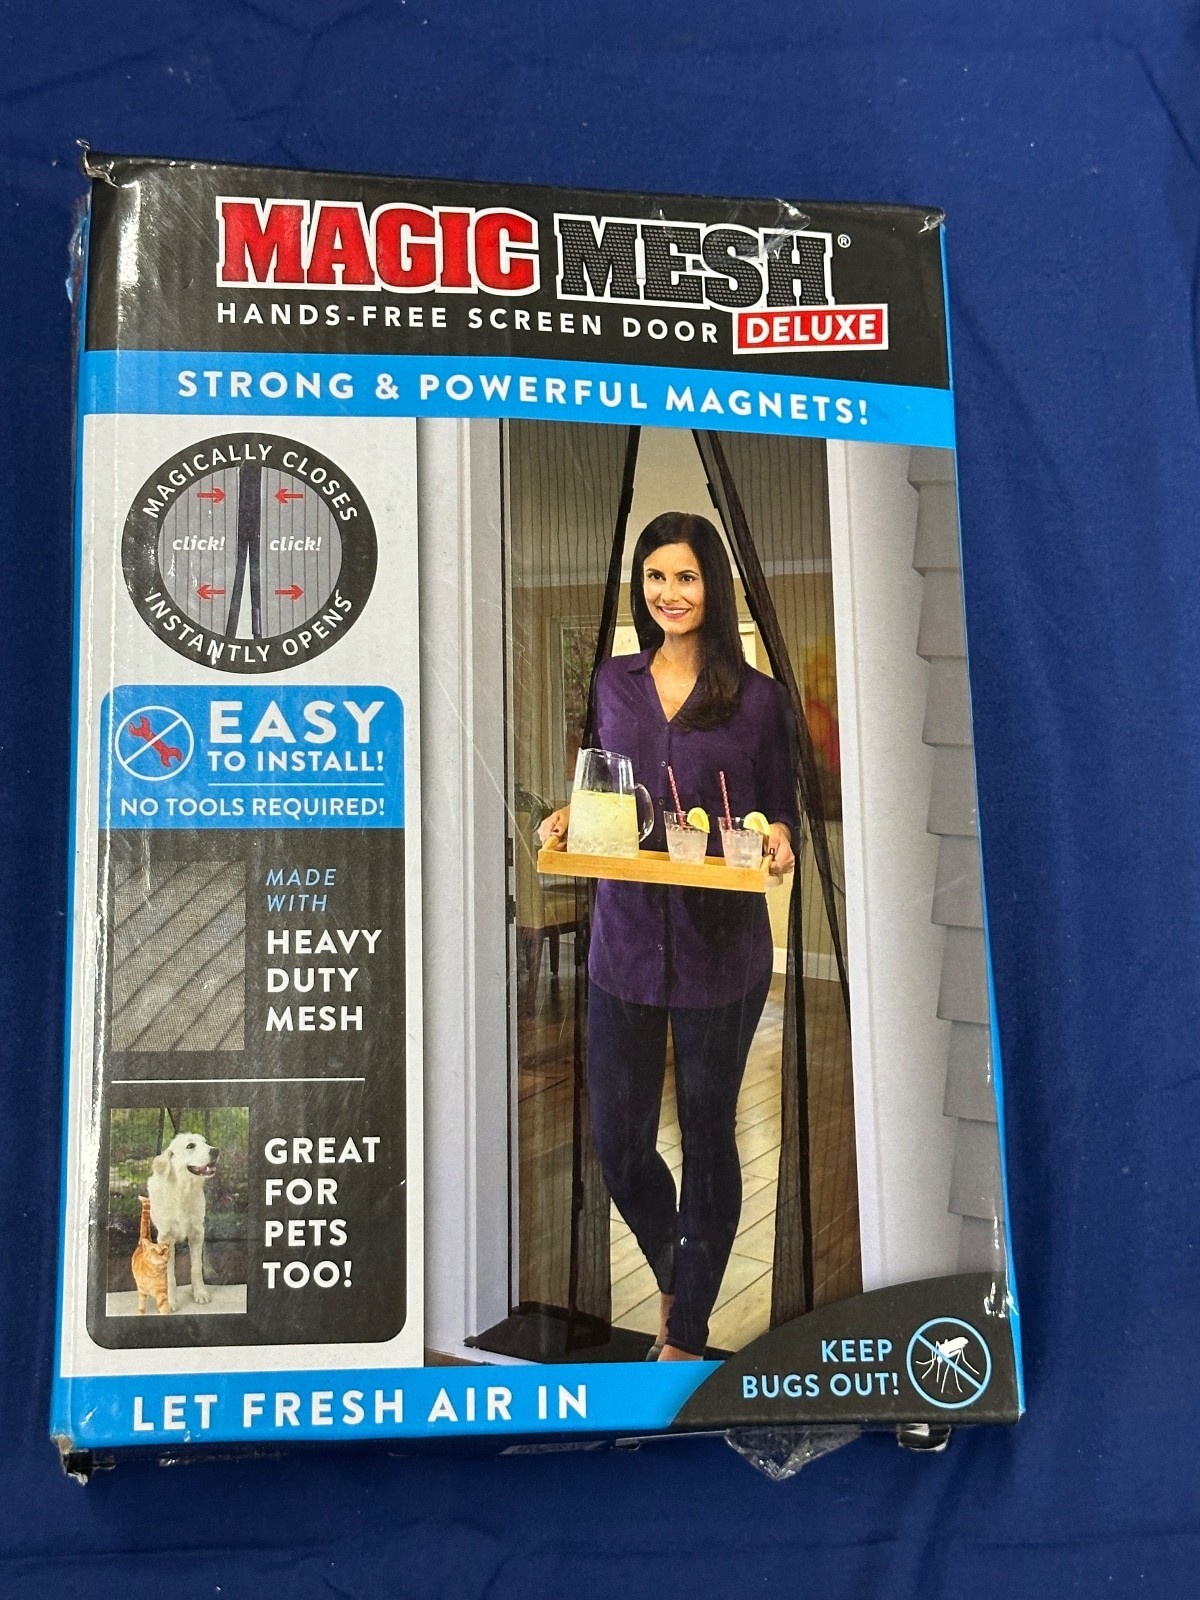 MAGIC MESH®
HANDS-FREE SCREEN DOOR DELUXE
STRONG & POWERFUL MAGNETS!
MAGICALLY CLOSES
click! click!
INSTANTLY OPENS
EASY
TO INSTALL!
NO TOOLS REQUIRED!
MADE
WITH
HEAVY
DUTY
MESH
GREAT
FOR
PETS
TOO!
KEEP
BUGS OUT!
LET FRESH AIR IN